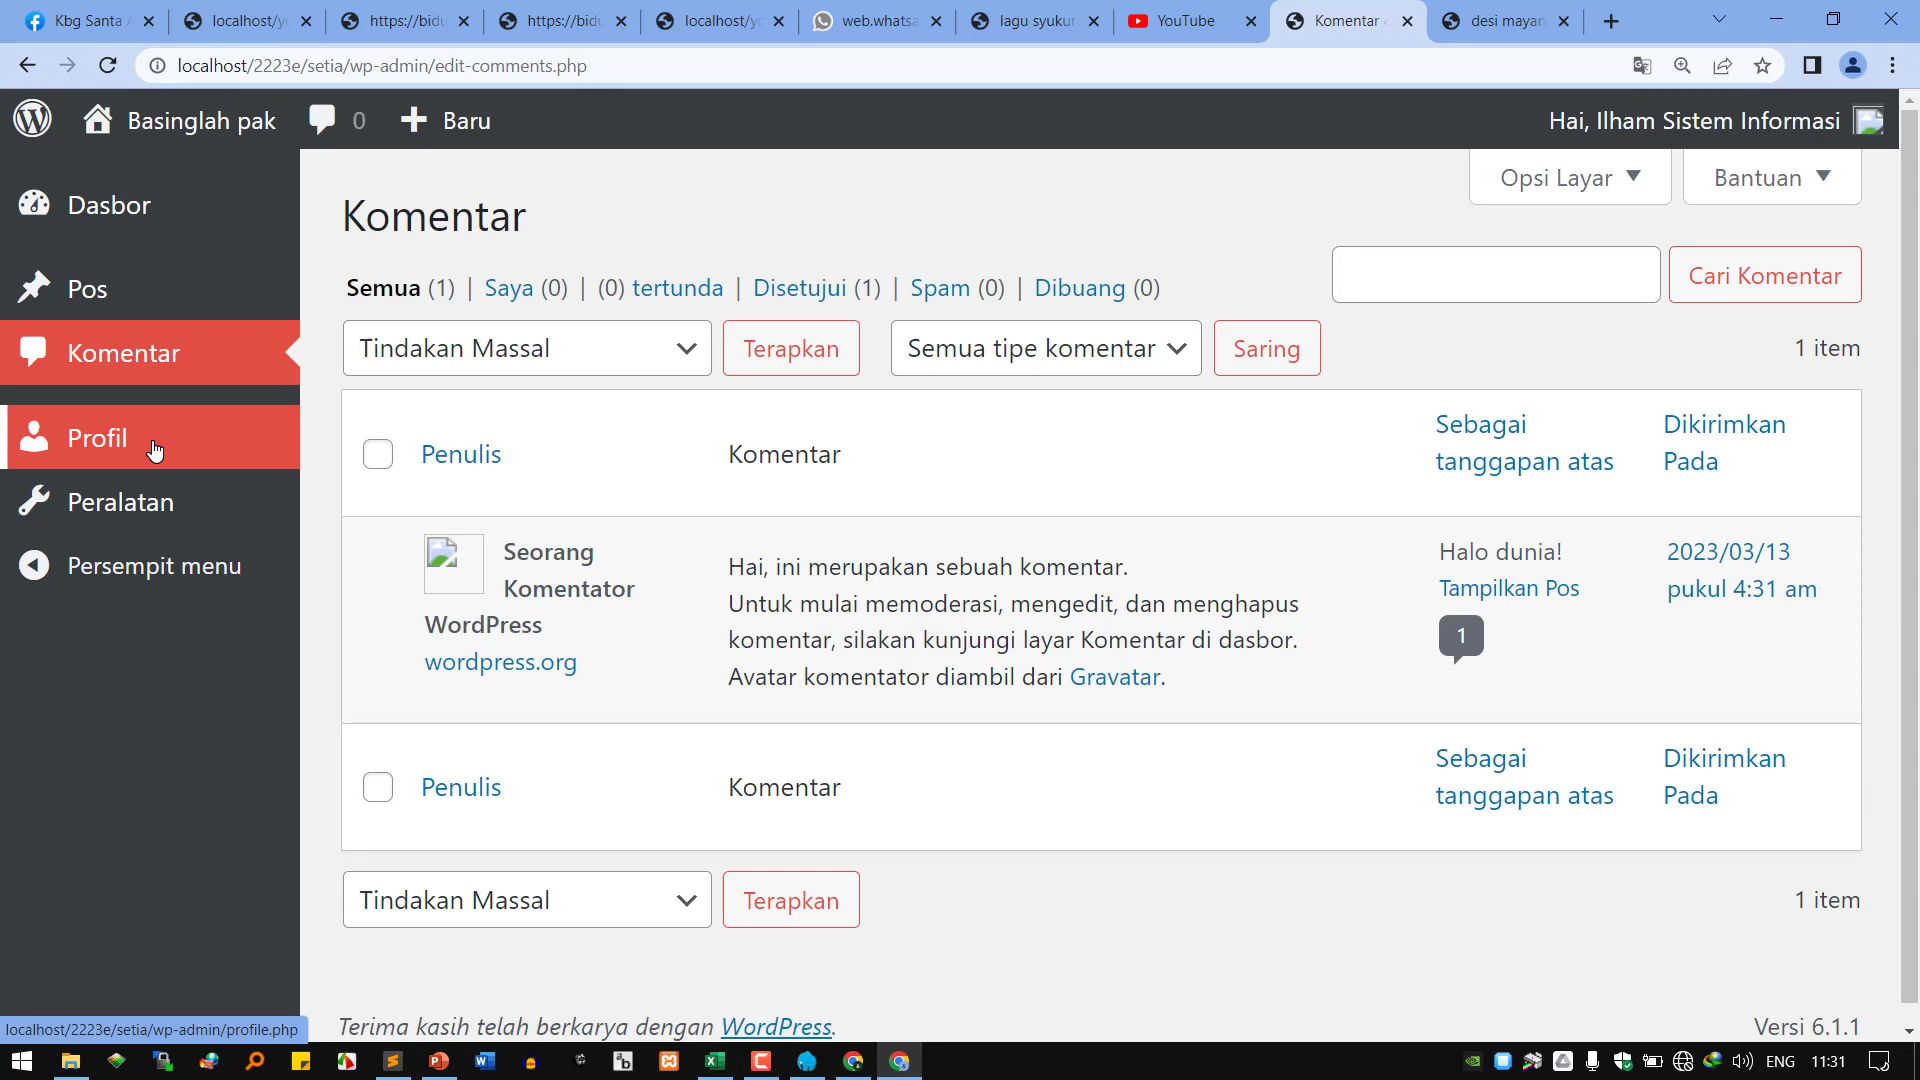 Kbg Santa A
localhost/yc
https://bidu
https://bidu
localhost/yc
web.whatsa
lagu syukur
YouTube
Komentar
desi mayan
localhost/2223e/setia/wp-admin/edit-comments.php
Basinglah pak
0
Baru
Hai, Ilham Sistem Informasi
Dasbor
Pos
Komentar
Profil
Peralatan
Persempit menu
Opsi Layar
Bantuan
Komentar
Semua (1) | Saya (0) | (0) tertunda | Disetujui (1) | Spam (0) | Dibuang (0)
Cari Komentar
Tindakan Massal
Terapkan
Semua tipe komentar
Saring
1 item
Penulis
Komentar
Sebagai
tanggapan atas
Dikirimkan
Pada
Seorang
Komentator
WordPress
wordpress.org
Hai, ini merupakan sebuah komentar.
Untuk mulai memoderasi, mengedit, dan menghapus
komentar, silakan kunjungi layar Komentar di dasbor.
Avatar komentator diambil dari Gravatar.
Halo dunia!
Tampilkan Pos
1
2023/03/13
pukul 4:31 am
Penulis
Komentar
Sebagai
tanggapan atas
Dikirimkan
Pada
Tindakan Massal
Terapkan
1 item
Terima kasih telah berkarya dengan WordPress.
Versi 6.1.1
localhost/2223e/setia/wp-admin/profile.php
ENG
11:31